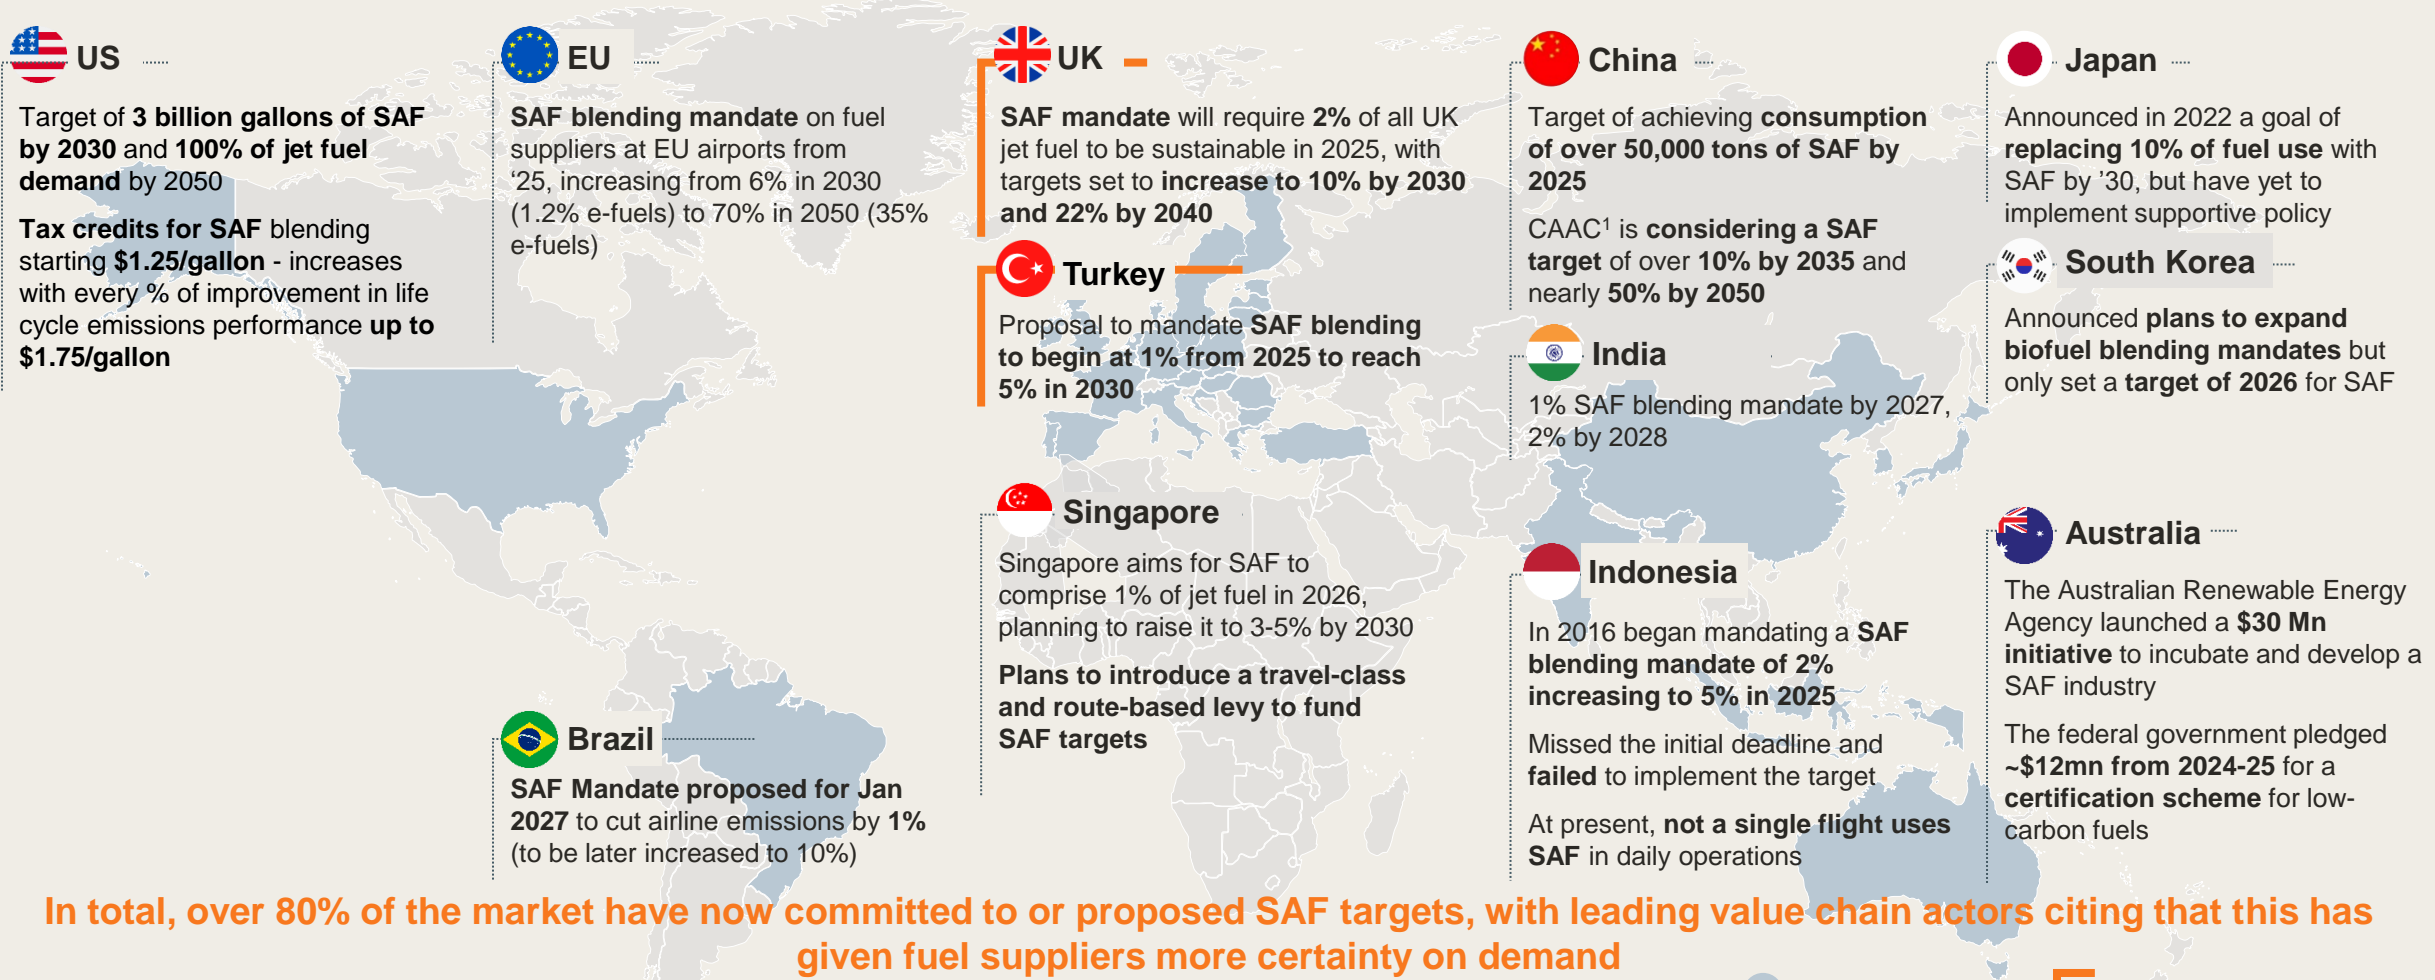 US
Target of 3 billion gallons of SAF
by 2030 and 100% of jet fuel
demand by 2050
Tax credits for SAF blending
starting $1.25/gallon - increases
with every % of improvement in life
cycle emissions performance up to
$1.75/gallon
EU
SAF blending mandate on fuel
suppliers at EU airports from
‘25, increasing from 6% in 2030
(1.2% e-fuels) to 70% in 2050 (35%
e-fuels)
Brazil
SAF Mandate proposed for Jan
2027 to cut airline emissions by 1%
(to be later increased to 10%)
UK
SAF mandate will require 2% of all UK
jet fuel to be sustainable in 2025, with
targets set to increase to 10% by 2030
and 22% by 2040
Turkey
Proposal to mandate SAF blending
to begin at 1% from 2025 to reach
5% in 2030
Singapore
Singapore aims for SAF to
comprise 1% of jet fuel in 2026,
planning to raise it to 3-5% by 2030
Plans to introduce a travel-class
and route-based levy to fund
SAF targets
China
Target of achieving consumption
of over 50,000 tons of SAF by
2025
CAAC¹ is considering a SAF
target of over 10% by 2035 and
nearly 50% by 2050
India
1% SAF blending mandate by 2027,
2% by 2028
Indonesia
In 2016 began mandating a SAF
blending mandate of 2%
increasing to 5% in 2025
Missed the initial deadline and
failed to implement the target
At present, not a single flight uses
SAF in daily operations
Japan
Announced in 2022 a goal of
replacing 10% of fuel use with
SAF by ’30, but have yet to
implement supportive policy
South Korea
Announced plans to expand
biofuel blending mandates but
only set a target of 2026 for SAF
Australia
The Australian Renewable Energy
Agency launched a $30 Mn
initiative to incubate and develop a
SAF industry
The federal government pledged
~$12mn from 2024-25 for a
certification scheme for low-
carbon fuels
In total, over 80% of the market have now committed to or proposed SAF targets, with leading value chain actors citing that this has
given fuel suppliers more certainty on demand